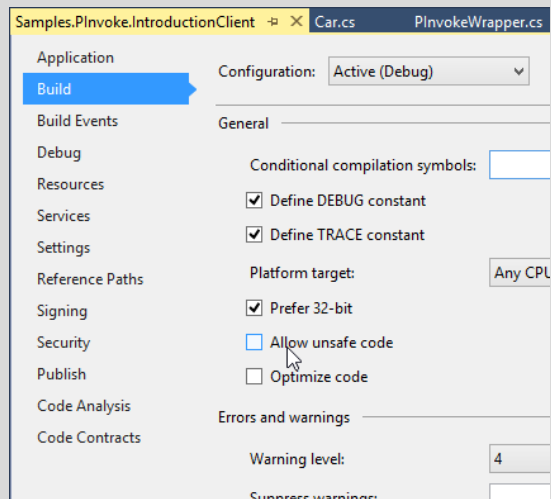 Samples.PInvoke.IntroductionClient Car.cs PInvokeWrapper.cs
Application
Build
Build Events
Debug
Resources
Services
Settings
Reference Paths
Signing
Security
Publish
Code Analysis
Code Contracts
Configuration: Active (Debug)
General
Conditional compilation symbols:
Define DEBUG constant
Define TRACE constant
Platform target: Any CPU
Prefer 32-bit
Allow unsafe code
Optimize code
Errors and warnings
Warning level: 4
Suppress warnings: